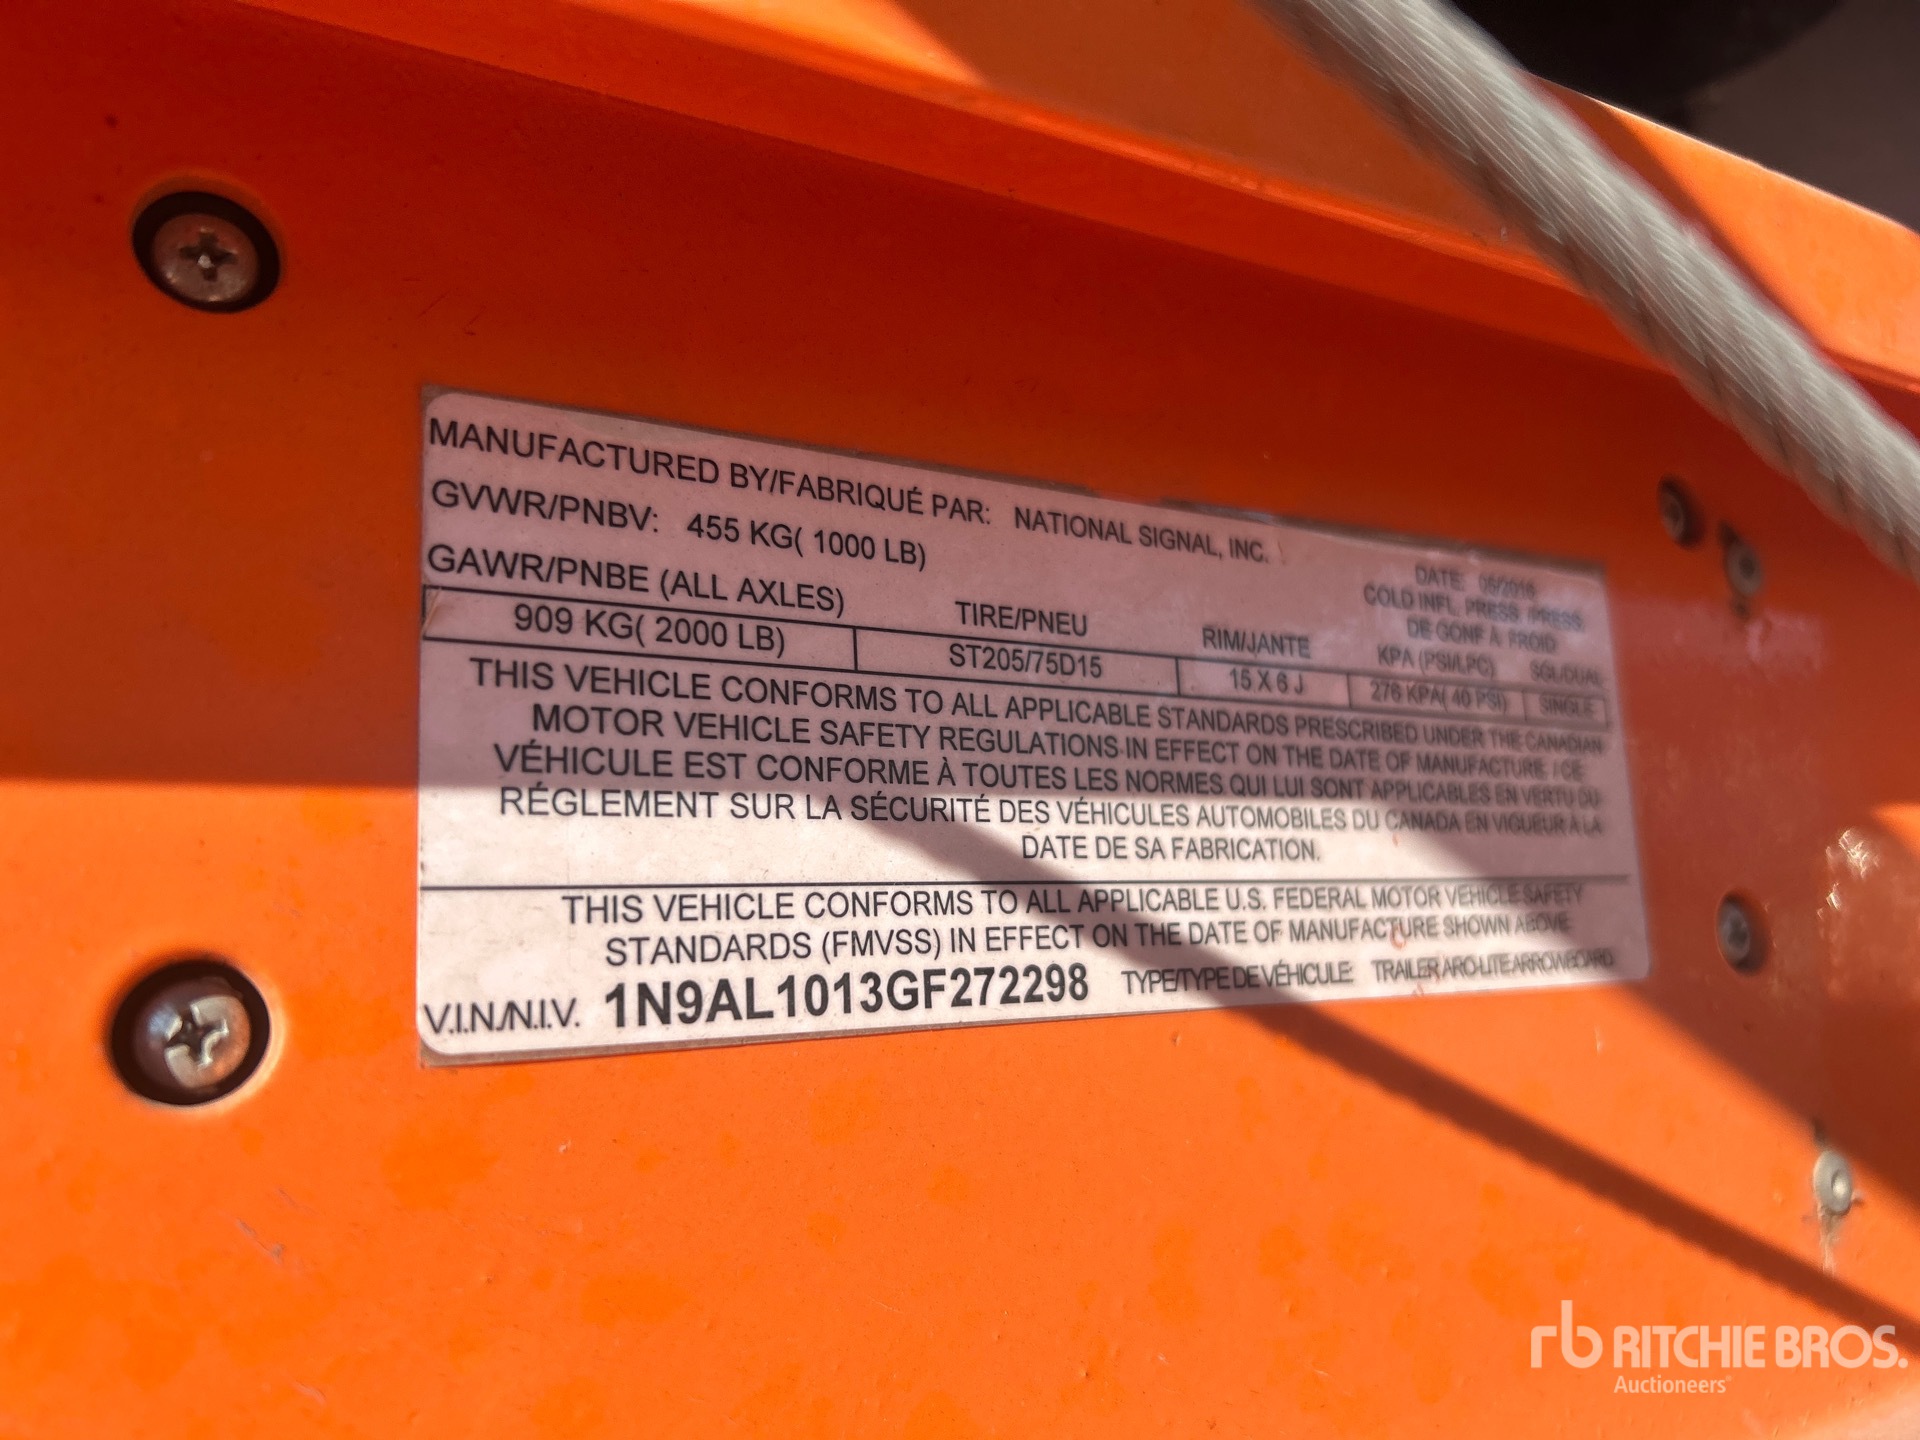 MANUFACTURED BY/FABRIQUÉ PAR: NATIONAL SIGNAL, INC.
DATE: 06/2016
GVWR/PNBV: 455 KG( 1000 LB)
COLD INFL. PRESS. /PRESS.
DE GONF À FROID
GAWR/PNBE (ALL AXLES) TIRE/PNEU RIM/JANTE KPA (PSI/LPC) SGL/DUAL
909 KG( 2000 LB) ST205/75D15 15 X 6 J 276 KPA( 40 PSI) SINGLE
THIS VEHICLE CONFORMS TO ALL APPLICABLE STANDARDS PRESCRIBED UNDER THE CANADIAN
MOTOR VEHICLE SAFETY REGULATIONS IN EFFECT ON THE DATE OF MANUFACTURE. / CE
VÉHICULE EST CONFORME À TOUTES LES NORMES QUI LUI SONT APPLICABLES EN VERTU DU
RÉGLEMENT SUR LA SÉCURITÉ DES VÉHICULES AUTOMOBILES DU CANADA EN VIGUEUR À LA
DATE DE SA FABRICATION.
THIS VEHICLE CONFORMS TO ALL APPLICABLE U.S. FEDERAL MOTOR VEHICLE SAFETY
STANDARDS (FMVSS) IN EFFECT ON THE DATE OF MANUFACTURE SHOWN ABOVE
V.I.N./N.I.V. 1N9AL1013GF272298 TYPE/TYPE DE VÉHICULE: TRAILER, ARO-LITE ARROWBOARD
rb RITCHIE BROS.
Auctioneers